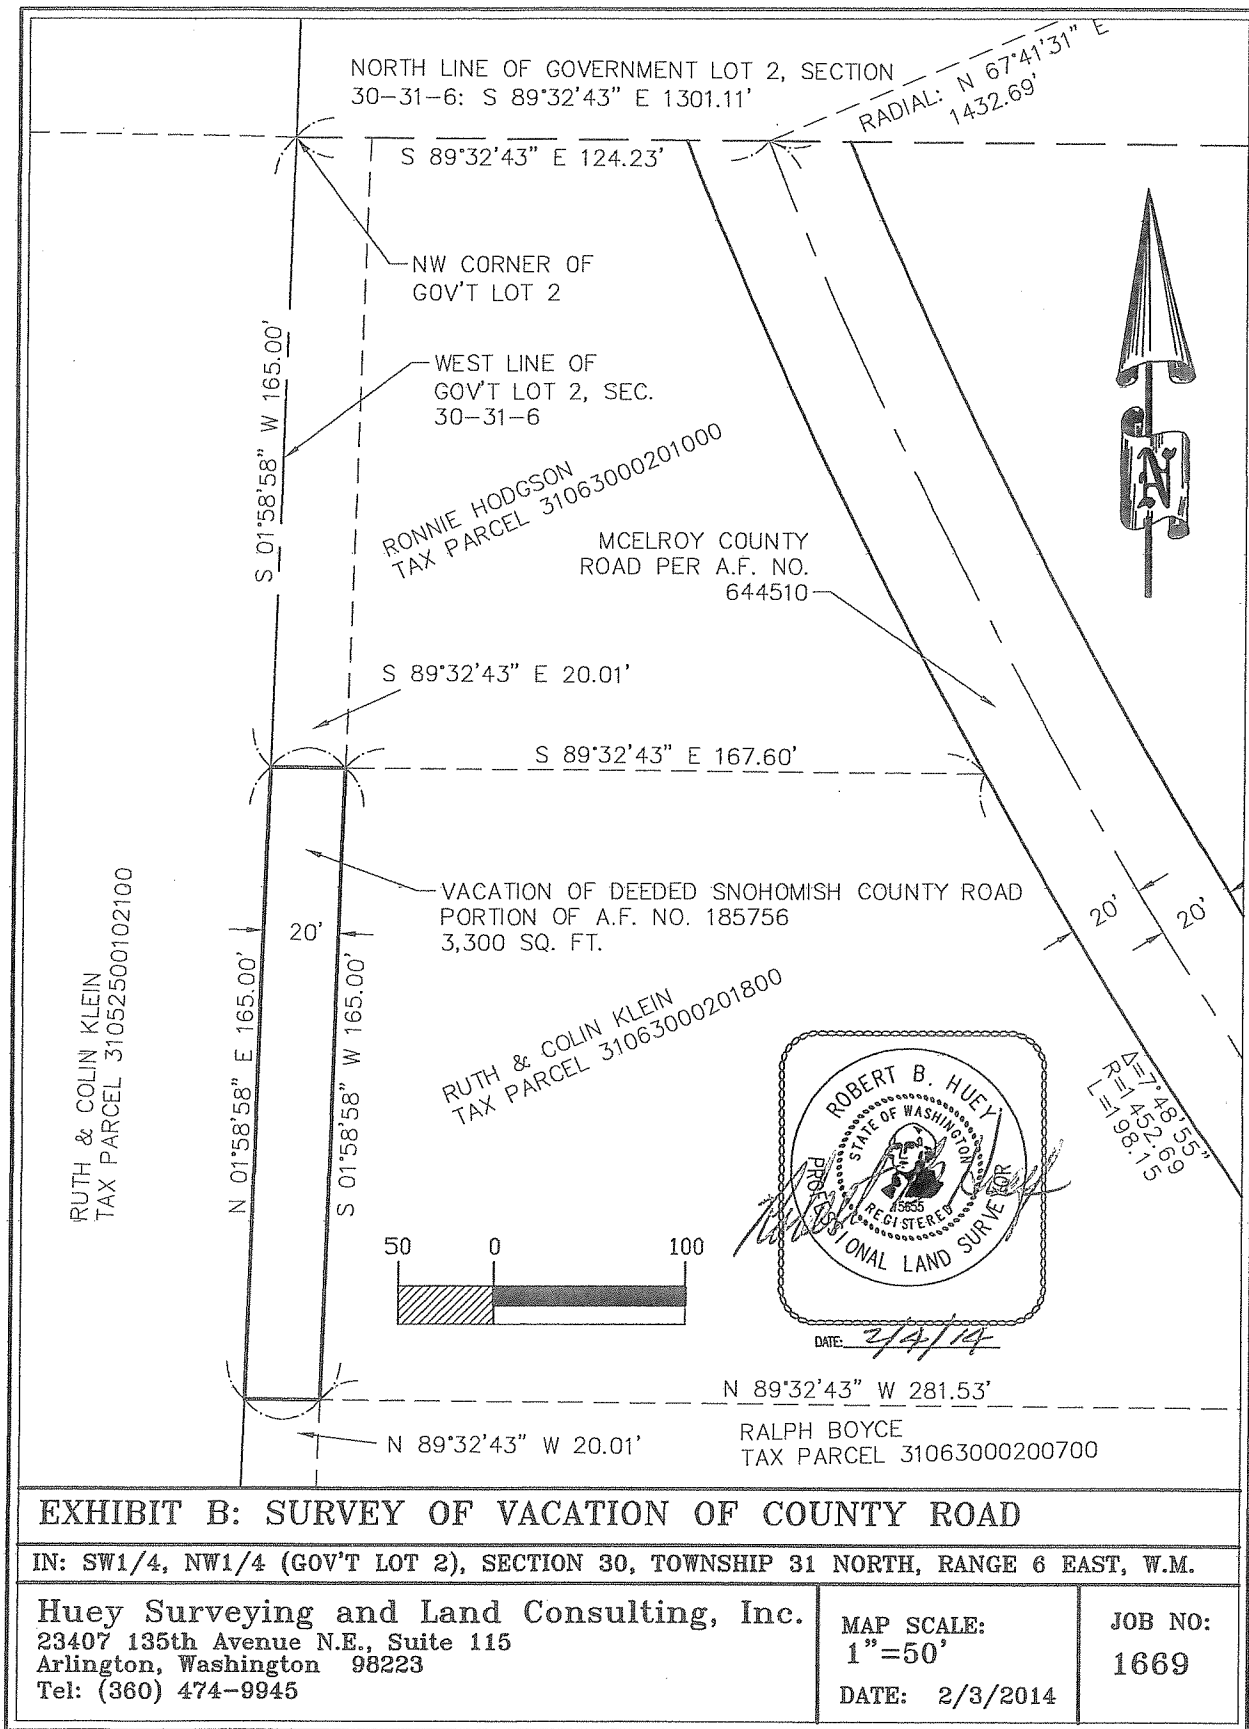 NORTH LINE OF GOVERNMENT LOT 2, SECTION
30-31-6: S 89°32'43" E 1301.11'
RADIAL: N 67°41'31" E
1432.69'
S 89°32'43" E 124.23'
NW CORNER OF
GOV'T LOT 2
S 01°58'58" W 165.00'
WEST LINE OF
GOV'T LOT 2, SEC.
30-31-6
RONNIE HODGSON
TAX PARCEL 31063000201000
N
MCELROY COUNTY
ROAD PER A.F. NO.
644510
S 89°32'43" E 20.01'
S 89°32'43" E 167.60'
VACATION OF DEEDED SNOHOMISH COUNTY ROAD
PORTION OF A.F. NO. 185756
3,300 SQ. FT.
20'
20'
20'
RUTH & COLIN KLEIN
TAX PARCEL 31052500102100
N 01°58'58" E 165.00'
S 01°58'58" W 165.00'
RUTH & COLIN KLEIN
TAX PARCEL 31063000201800
Δ=7°48'55"
R=1452.69
L=198.15
ROBERT B. HUEY
STATE OF WASHINGTON
15655
REGISTERED
PROFESSIONAL LAND SURVEYOR
50 0 100
DATE: 2/4/14
N 89°32'43" W 281.53'
N 89°32'43" W 20.01'
RALPH BOYCE
TAX PARCEL 31063000200700
EXHIBIT B: SURVEY OF VACATION OF COUNTY ROAD
IN: SW1/4, NW1/4 (GOV'T LOT 2), SECTION 30, TOWNSHIP 31 NORTH, RANGE 6 EAST, W.M.
Huey Surveying and Land Consulting, Inc.
23407 135th Avenue N.E., Suite 115
Arlington, Washington 98223
Tel: (360) 474-9945
MAP SCALE:
1"=50'
DATE: 2/3/2014
JOB NO:
1669